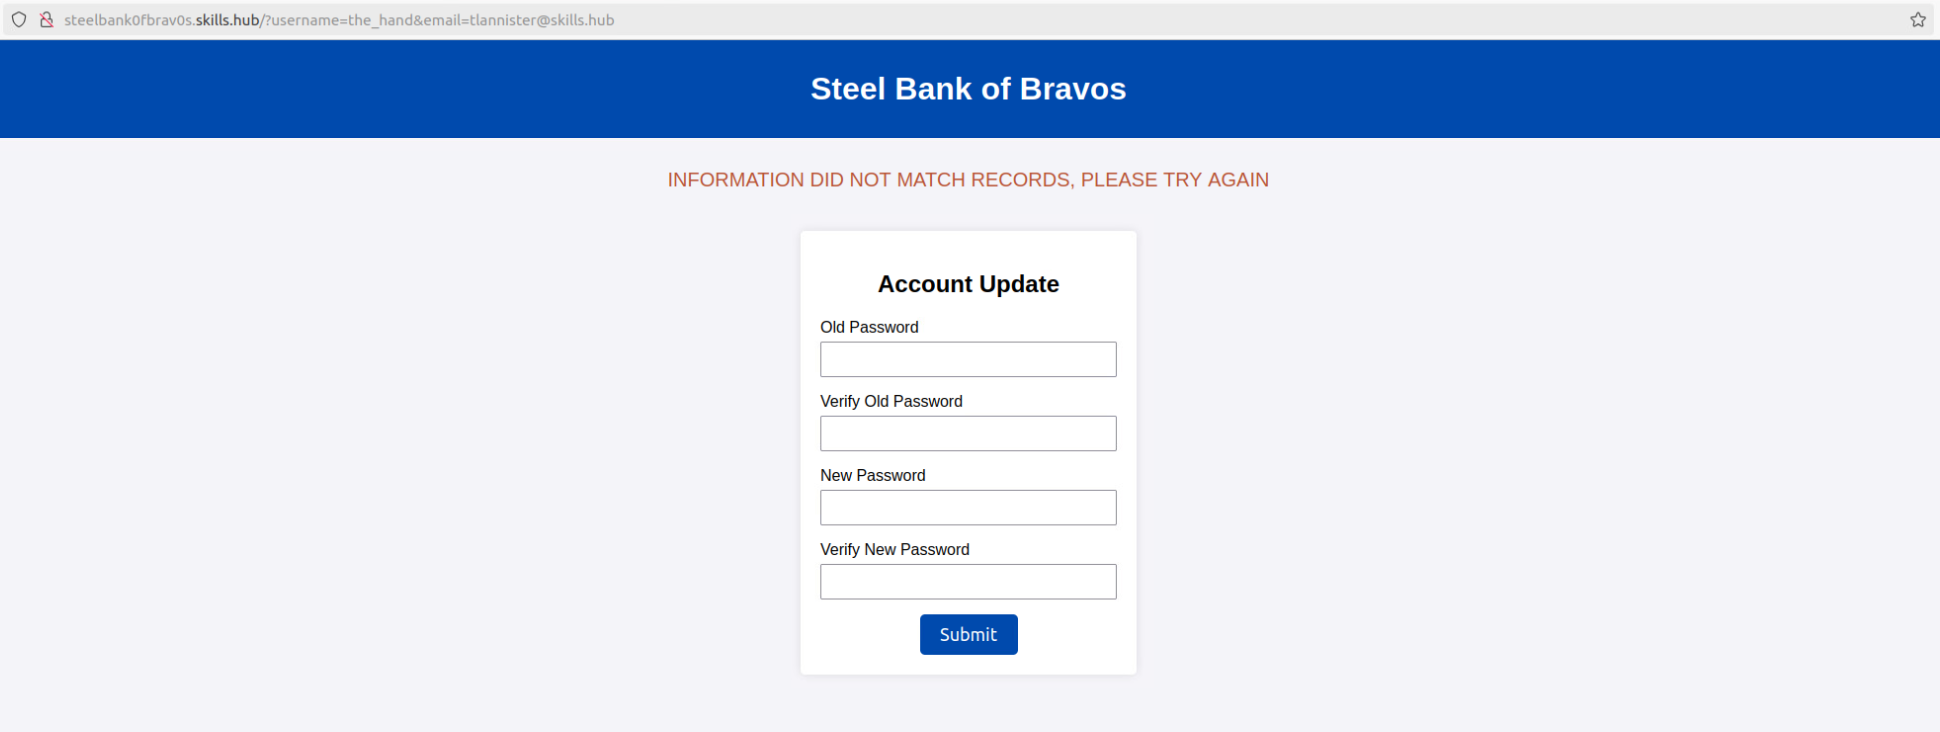 steelbank0fbrav0s.skills.hub/?username=the_hand&email=tlannister@skills.hub
Steel Bank of Bravos
INFORMATION DID NOT MATCH RECORDS, PLEASE TRY AGAIN
Account Update
Old Password
Verify Old Password
New Password
Verify New Password
Submit